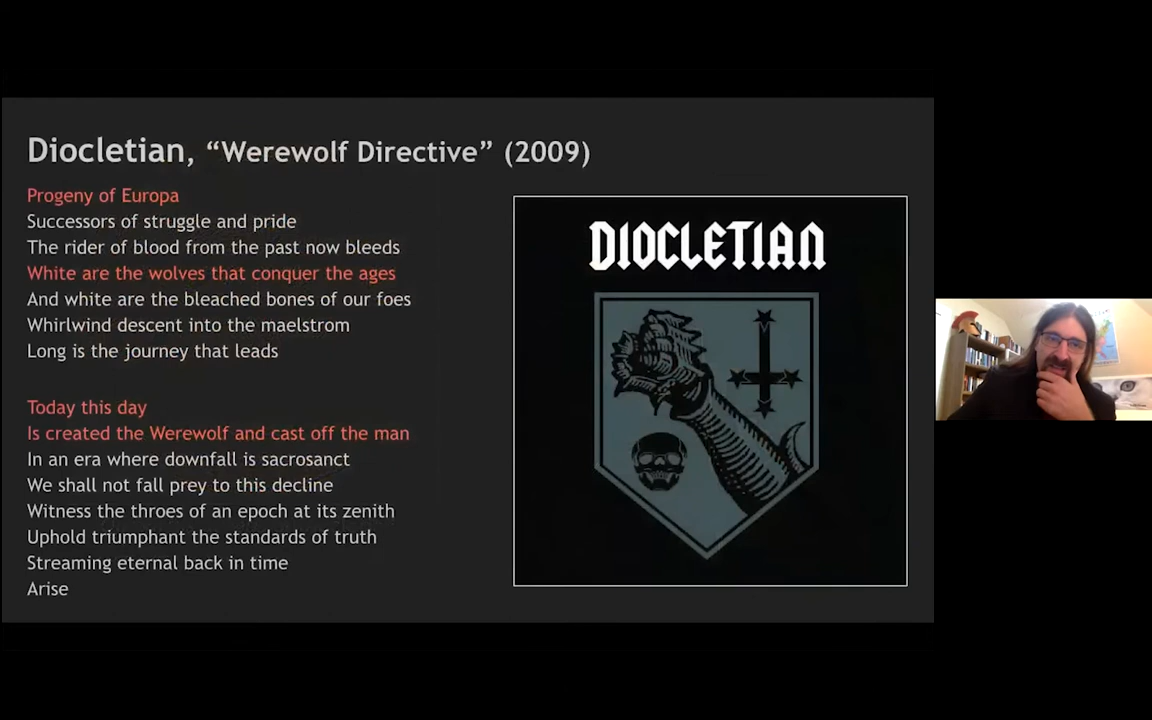 Diocletian, “Werewolf Directive” (2009)
Progeny of Europa
Successors of struggle and pride
The rider of blood from the past now bleeds
White are the wolves that conquer the ages
And white are the bleached bones of our foes
Whirlwind descent into the maelstrom
Long is the journey that leads
Today this day
Is created the Werewolf and cast off the man
In an era where downfall is sacrosanct
We shall not fall prey to this decline
Witness the throes of an epoch at its zenith
Uphold triumphant the standards of truth
Streaming eternal back in time
Arise
DIOCLETIAN